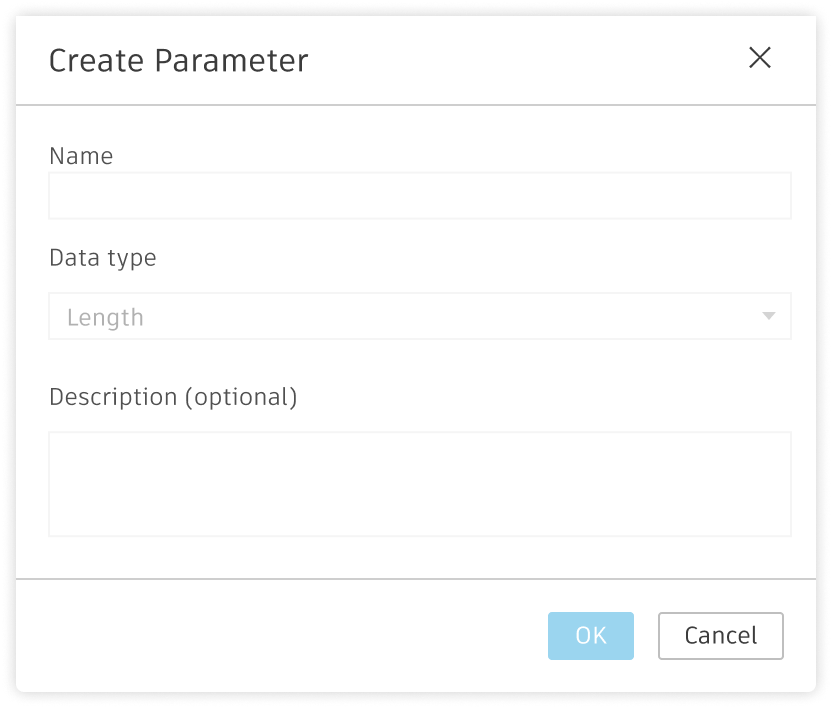 Create Parameter
Name
Data type
Length
Description (optional)
OK
Cancel